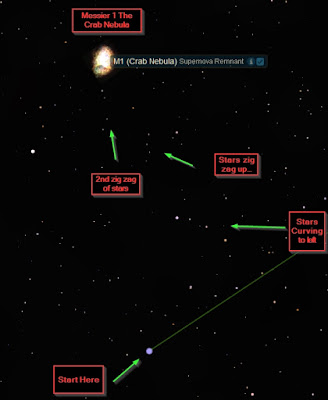 Messier 1 The
Crab Nebula
M1 (Crab Nebula) Supernova Remnant
Stars zig
zag up...
2nd zig zag
of stars
Stars
Curving
to left
Start Here